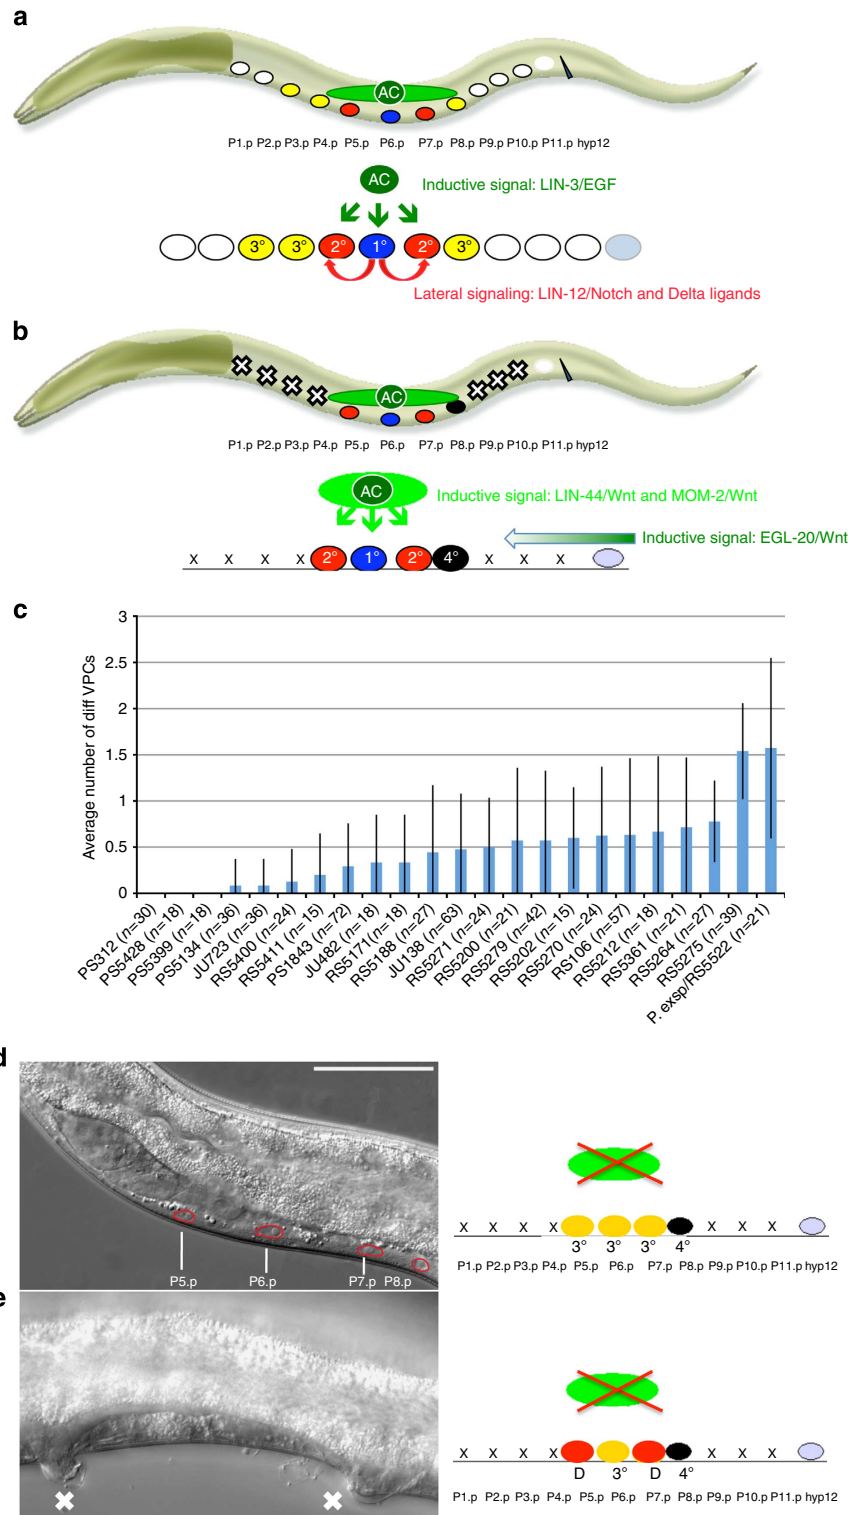 a
AC
P1.p P2.p P3.p P4.p P5.p P6.p P7.p P8.p P9.p P10.p P11.p hyp12
AC
Inductive signal: LIN-3/EGF
3° 3° 2° 1° 2° 3°
Lateral signaling: LIN-12/Notch and Delta ligands
b
AC
P1.p P2.p P3.p P4.p P5.p P6.p P7.p P8.p P9.p P10.p P11.p hyp12
AC
Inductive signal: LIN-44/Wnt and MOM-2/Wnt
Inductive signal: EGL-20/Wnt
x x x x 2° 1° 2° 4° x x x
c
Average number of diff VPCs
3
2.5
2
1.5
1
0.5
0
PS312 (n=30)
PS5428 (n=18)
PS5399 (n=18)
PS5134 (n=36)
JU723 (n=36)
RS5400 (n=24)
RS5411 (n=15)
PS1843 (n=72)
JU482 (n=18)
RS5171(n=18)
RS5188 (n=27)
JU138 (n=63)
RS5271 (n=24)
RS5200 (n=21)
RS5279 (n=42)
RS5202 (n=15)
RS5270 (n=24)
RS106 (n=57)
RS5212 (n=18)
RS5361 (n=21)
RS5264 (n=27)
RS5275 (n=39)
P. exsp/RS5522 (n=21)
d
P5.p P6.p P7.p P8.p
x x x x x x x
3° 3° 3° 4°
P1.p P2.p P3.p P4.p P5.p P6.p P7.p P8.p P9.p P10.p P11.p hyp12
e
x x x x x x x
D 3° D 4°
P1.p P2.p P3.p P4.p P5.p P6.p P7.p P8.p P9.p P10.p P11.p hyp12